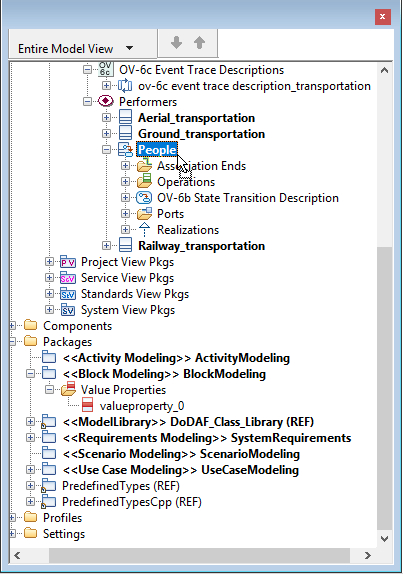 Entire Model View
OV-6c Event Trace Descriptions
ov-6c event trace description_transportation
Performers
Aerial_transportation
Ground_transportation
People
Association Ends
Operations
OV-6b State Transition Description
Ports
Realizations
Railway_transportation
Project View Pkgs
Service View Pkgs
Standards View Pkgs
System View Pkgs
Components
Packages
<<Activity Modeling>> ActivityModeling
<<Block Modeling>> BlockModeling
Value Properties
valueproperty_0
<<ModelLibrary>> DoDAF_Class_Library (REF)
<<Requirements Modeling>> SystemRequirements
<<Scenario Modeling>> ScenarioModeling
<<Use Case Modeling>> UseCaseModeling
PredefinedTypes (REF)
PredefinedTypesCpp (REF)
Profiles
Settings